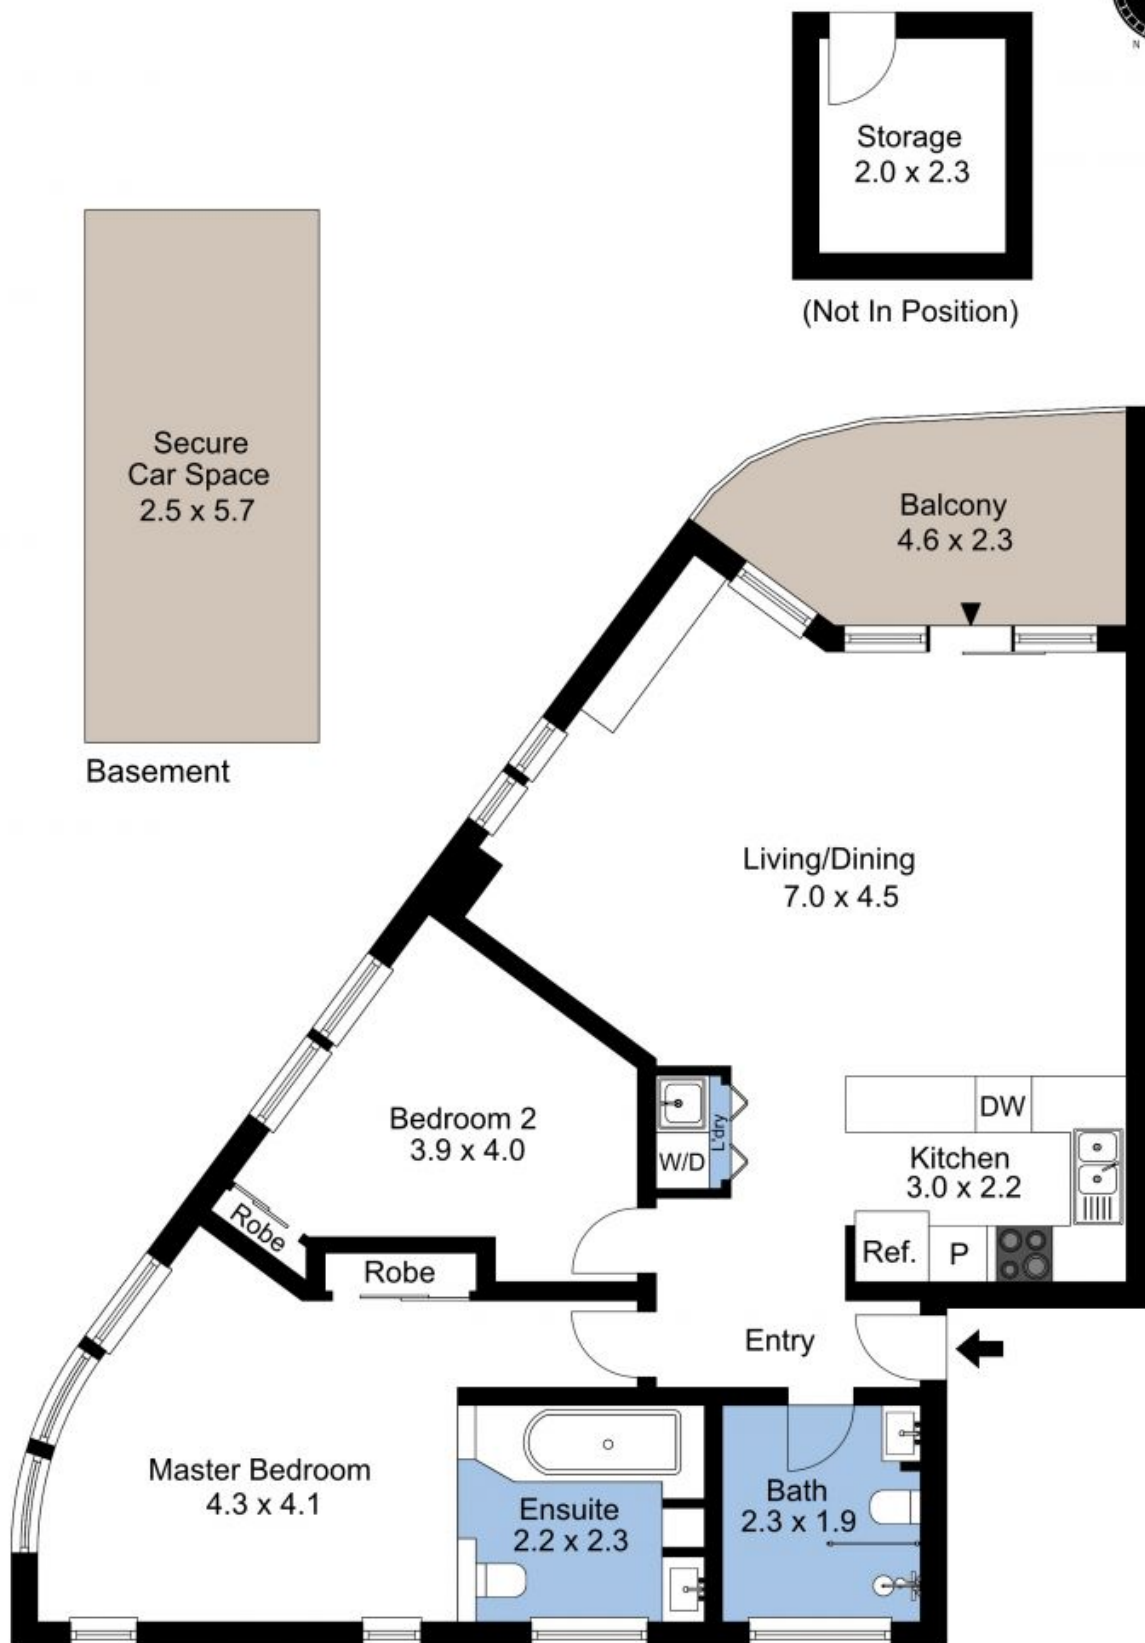 N
Storage
2.0 x 2.3
(Not In Position)
Secure
Car Space
2.5 x 5.7
Basement
Balcony
4.6 x 2.3
Living/Dining
7.0 x 4.5
Bedroom 2
3.9 x 4.0
L'dry
W/D
DW
Kitchen
3.0 x 2.2
Ref.
P
Robe
Robe
Entry
Master Bedroom
4.3 x 4.1
Ensuite
2.2 x 2.3
Bath
2.3 x 1.9